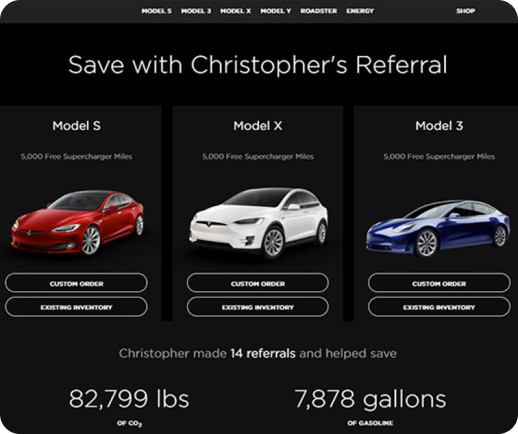 MODEL S MODEL 3 MODEL X MODEL Y ROADSTER ENERGY SHOP
Save with Christopher's Referral
Model S Model X Model 3
5,000 Free Supercharger Miles 5,000 Free Supercharger Miles 5,000 Free Supercharger Miles
CUSTOM ORDER CUSTOM ORDER CUSTOM ORDER
EXISTING INVENTORY EXISTING INVENTORY EXISTING INVENTORY
Christopher made 14 referrals and helped save
82,799 lbs 7,878 gallons
OF CO₂ OF GASOLINE